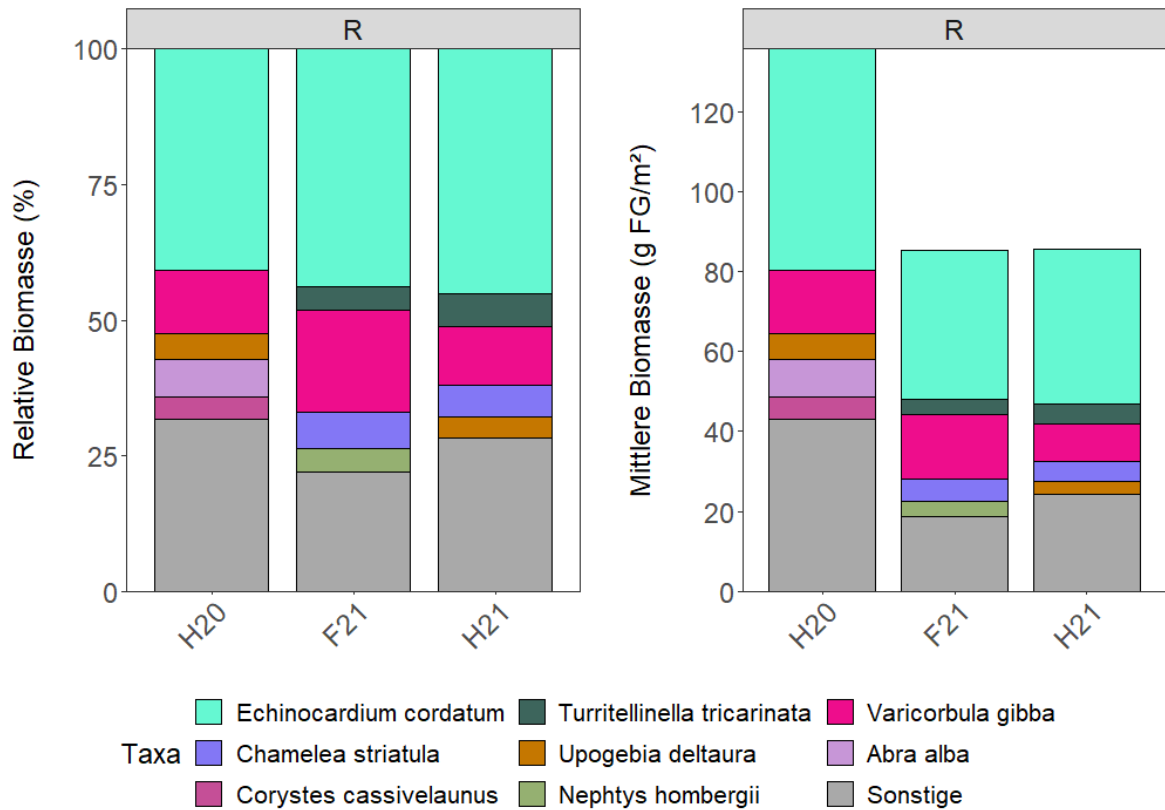 R
R
100
75
50
25
0
Relative Biomasse (%)
H20
F21
H21
120
100
80
60
40
20
0
Mittlere Biomasse (g FG/m²)
H20
F21
H21
Taxa
Echinocardium cordatum
Turritellinella tricarinata
Varicorbula gibba
Chamelea striatula
Upogebia deltaura
Abra alba
Corystes cassivelaunus
Nephtys hombergii
Sonstige